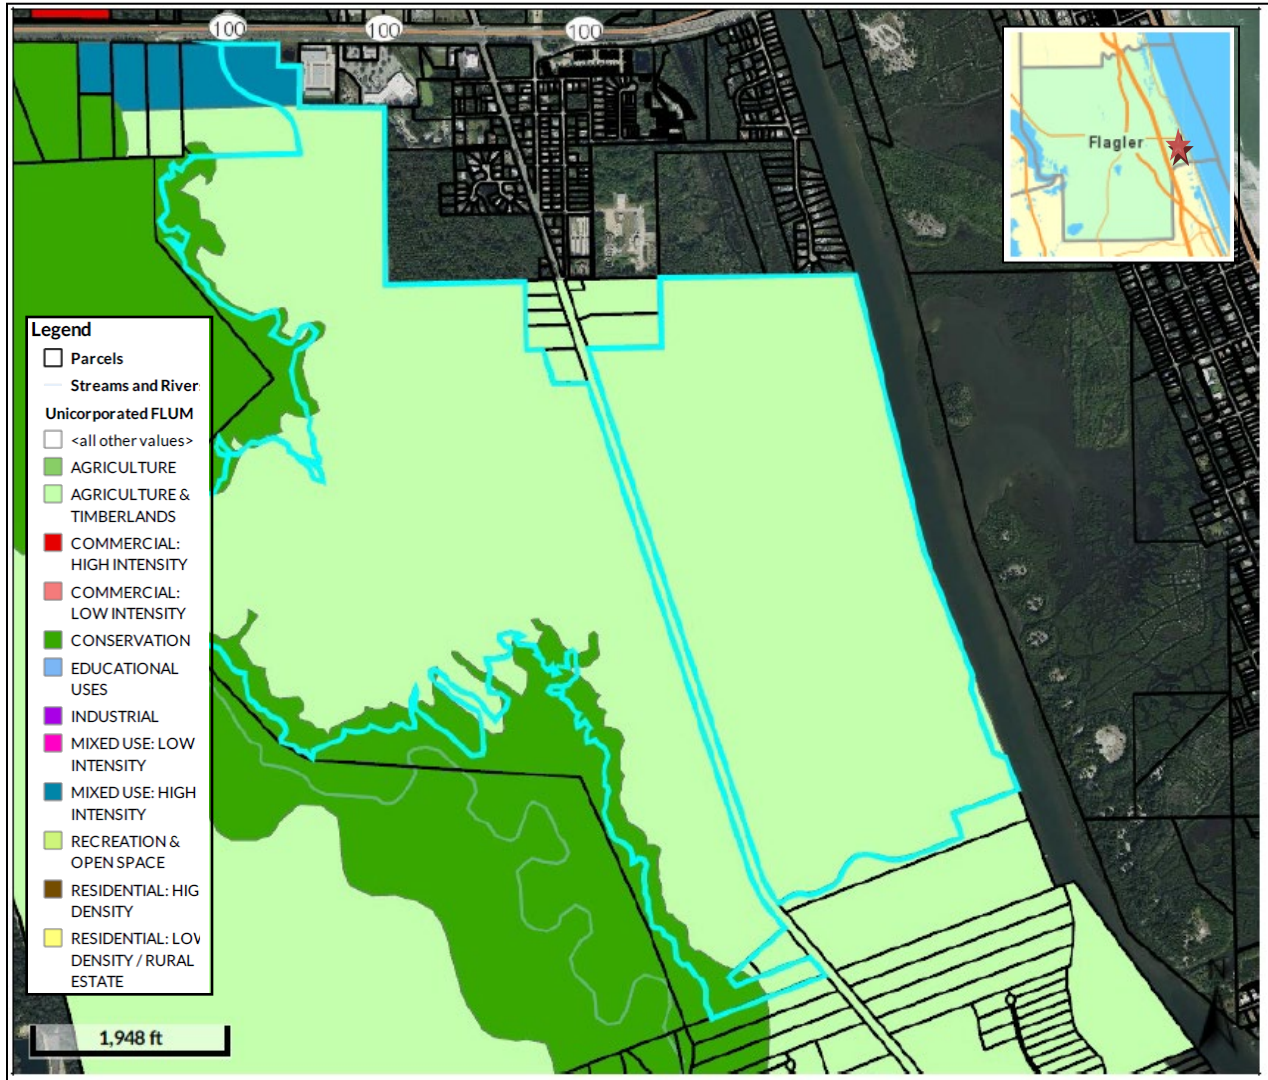 100
100
100
Flagler
Legend
Parcels
Streams and River
Unicorporated FLUM
<all other values>
AGRICULTURE
AGRICULTURE &
TIMBERLANDS
COMMERCIAL:
HIGH INTENSITY
COMMERCIAL:
LOW INTENSITY
CONSERVATION
EDUCATIONAL
USES
INDUSTRIAL
MIXED USE: LOW
INTENSITY
MIXED USE: HIGH
INTENSITY
RECREATION &
OPEN SPACE
RESIDENTIAL: HIG
DENSITY
RESIDENTIAL: LOW
DENSITY / RURAL
ESTATE
1,948 ft
N